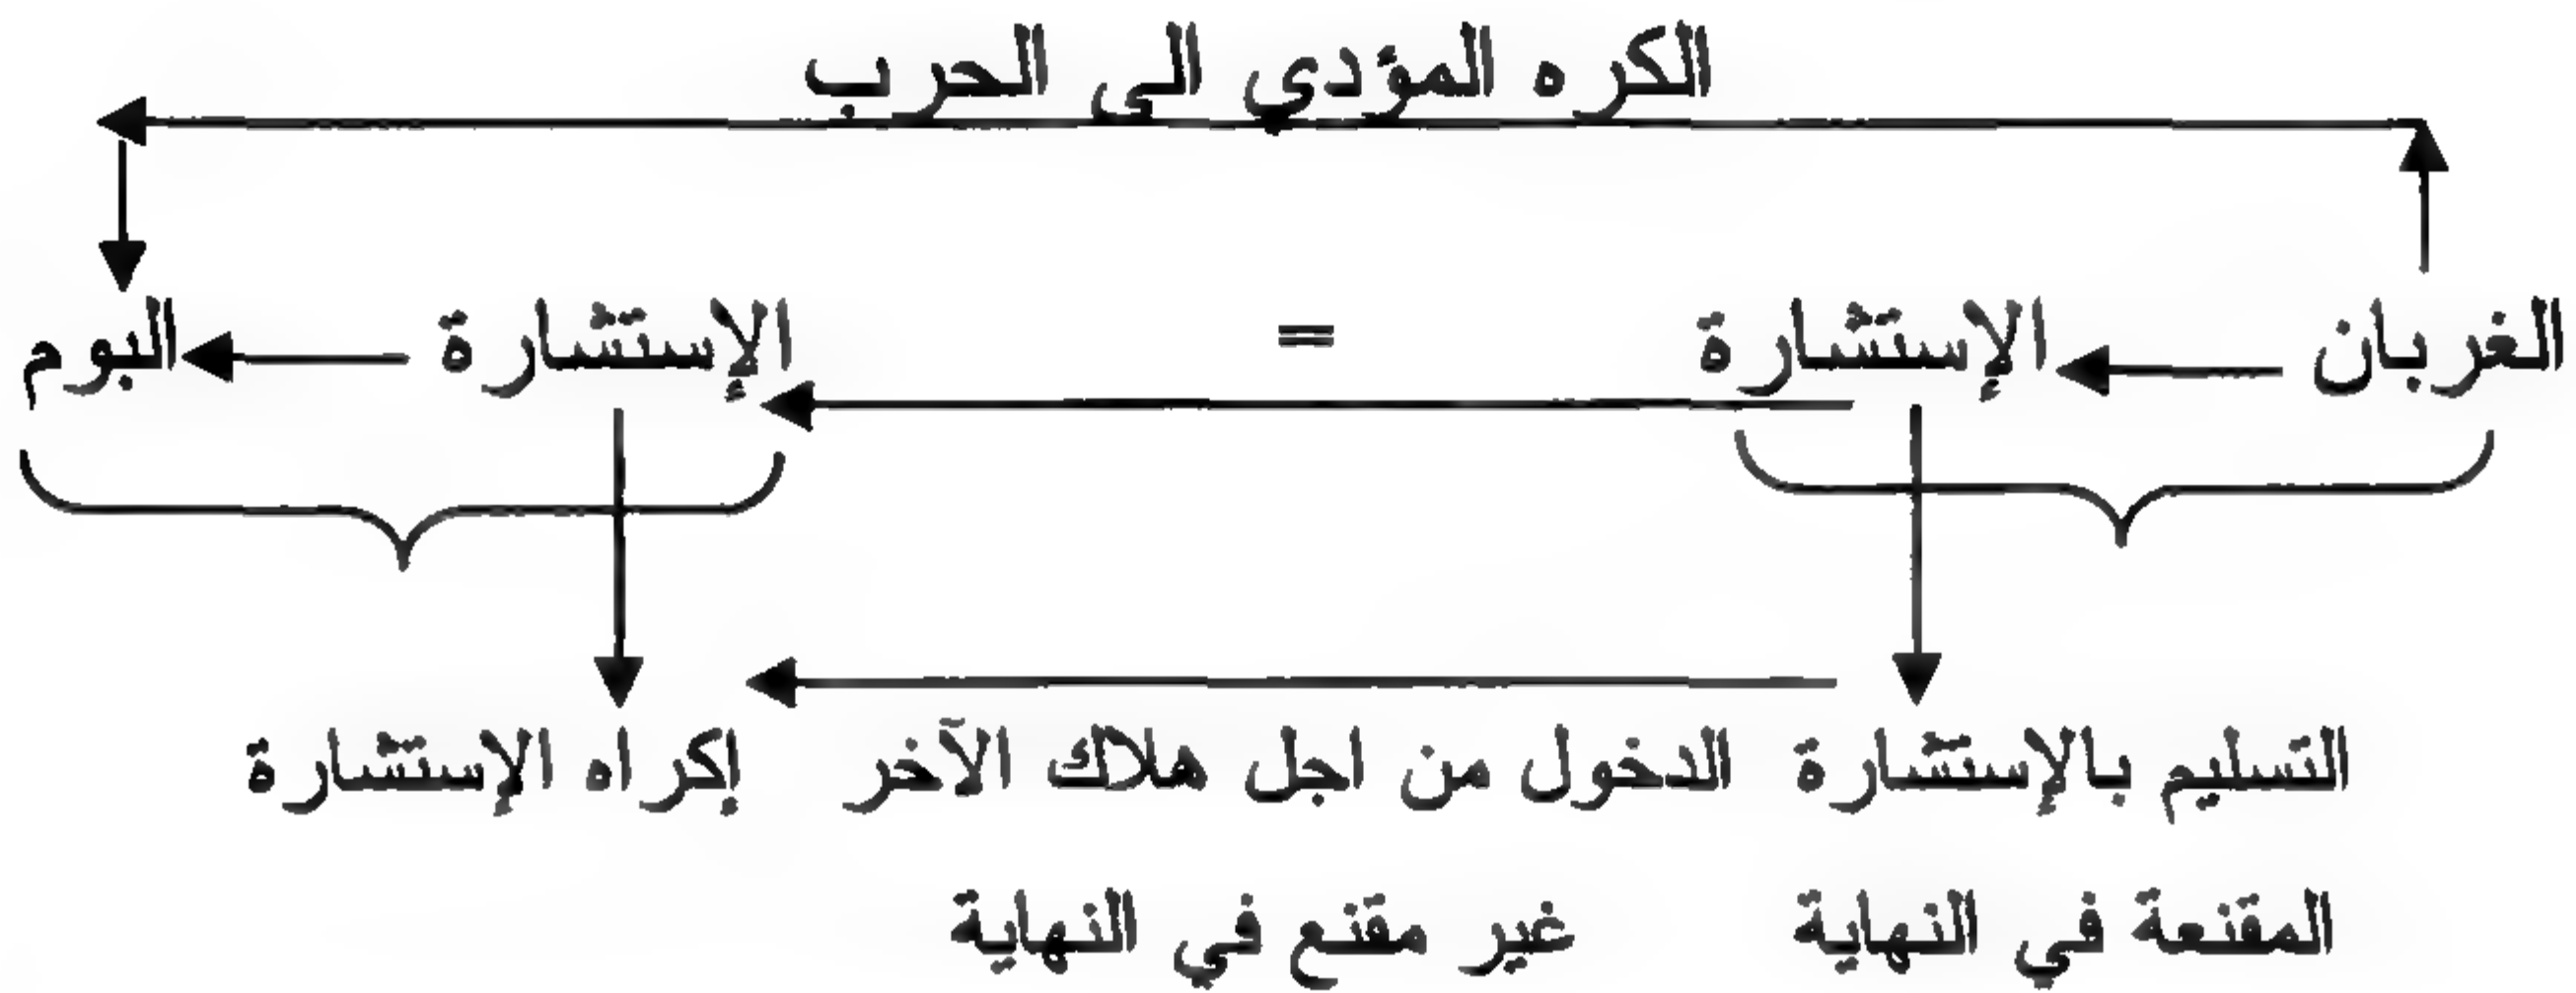 الكره المؤدي الى الحرب
الغربان الإستشارة = الإستشارة البوم
التسليم بالإستشارة الدخول من اجل هلاك الآخر إكراه الإستشارة
المقنعة في النهاية غير مقنع في النهاية